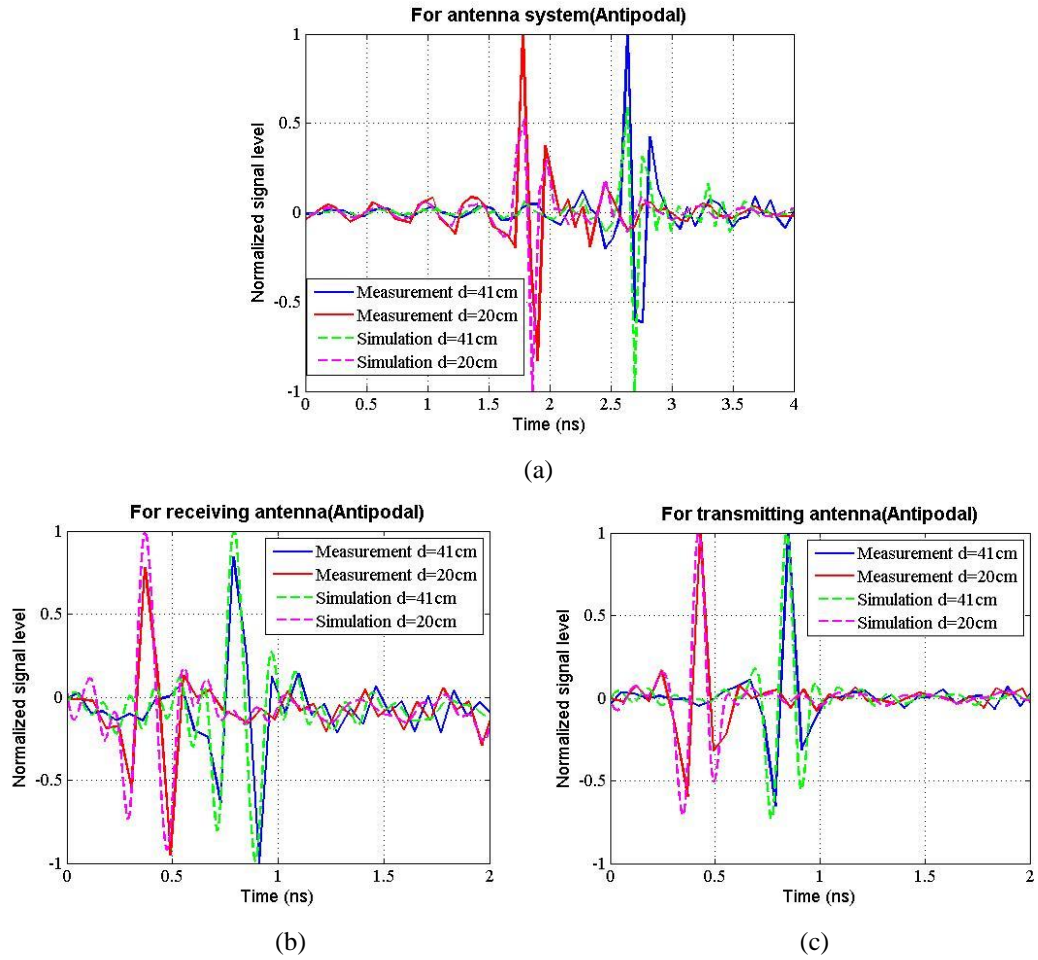 For antenna system(Antipodal)
1
0.5
0
-0.5
-1
Normalized signal level
Measurement d=41cm
Measurement d=20cm
Simulation d=41cm
Simulation d=20cm
0 0.5 1 1.5 2 2.5 3 3.5 4
Time (ns)
(a)
For receiving antenna(Antipodal)
1
0.5
0
-0.5
-1
Normalized signal level
Measurement d=41cm
Measurement d=20cm
Simulation d=41cm
Simulation d=20cm
0 0.5 1 1.5 2
Time (ns)
(b)
For transmitting antenna(Antipodal)
1
0.5
0
-0.5
-1
Normalized signal level
Measurement d=41cm
Measurement d=20cm
Simulation d=41cm
Simulation d=20cm
0 0.5 1 1.5 2
Time (ns)
(c)